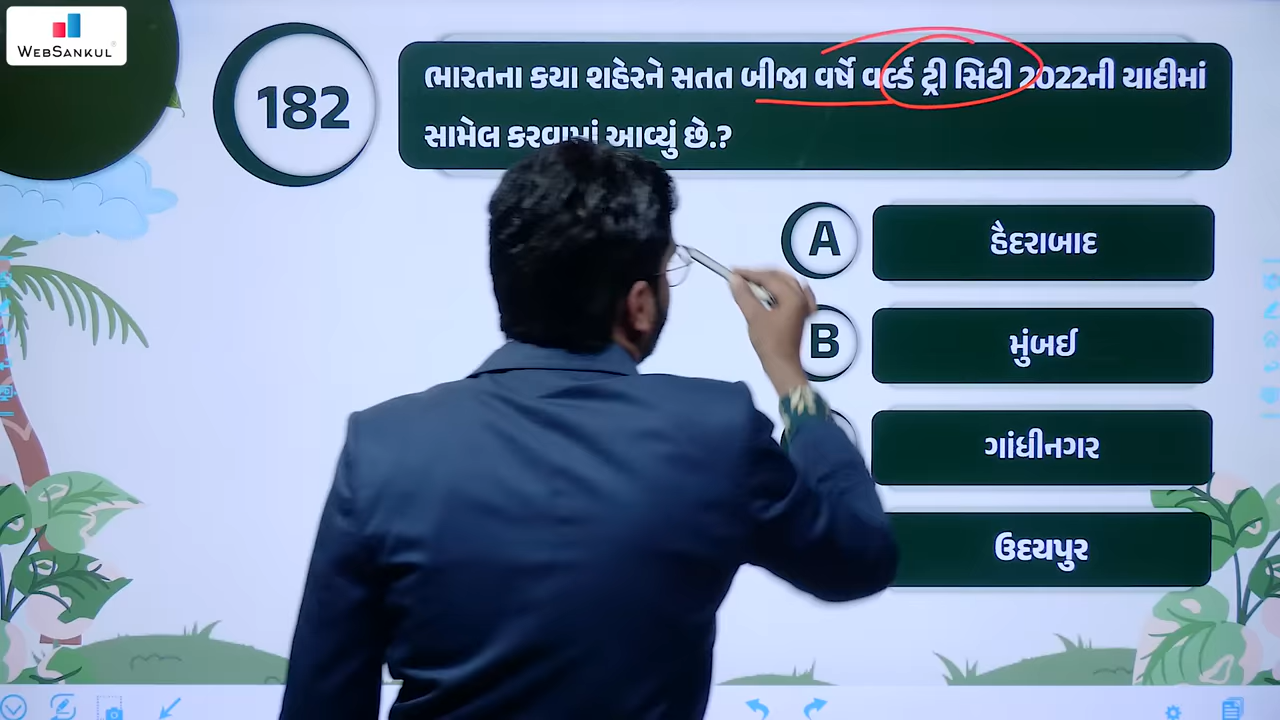 WEBSANKUL
182
ભારતના કયા શહેરને સતત બીજા વર્ષે વર્લ્ડ ટ્રી સિટી 2022ની યાદીમાં
સામેલ કરવામાં આવ્યું છે.?
A
હૈદરાબાદ
B
મુંબઈ
ગાંધીનગર
ઉદયપુર